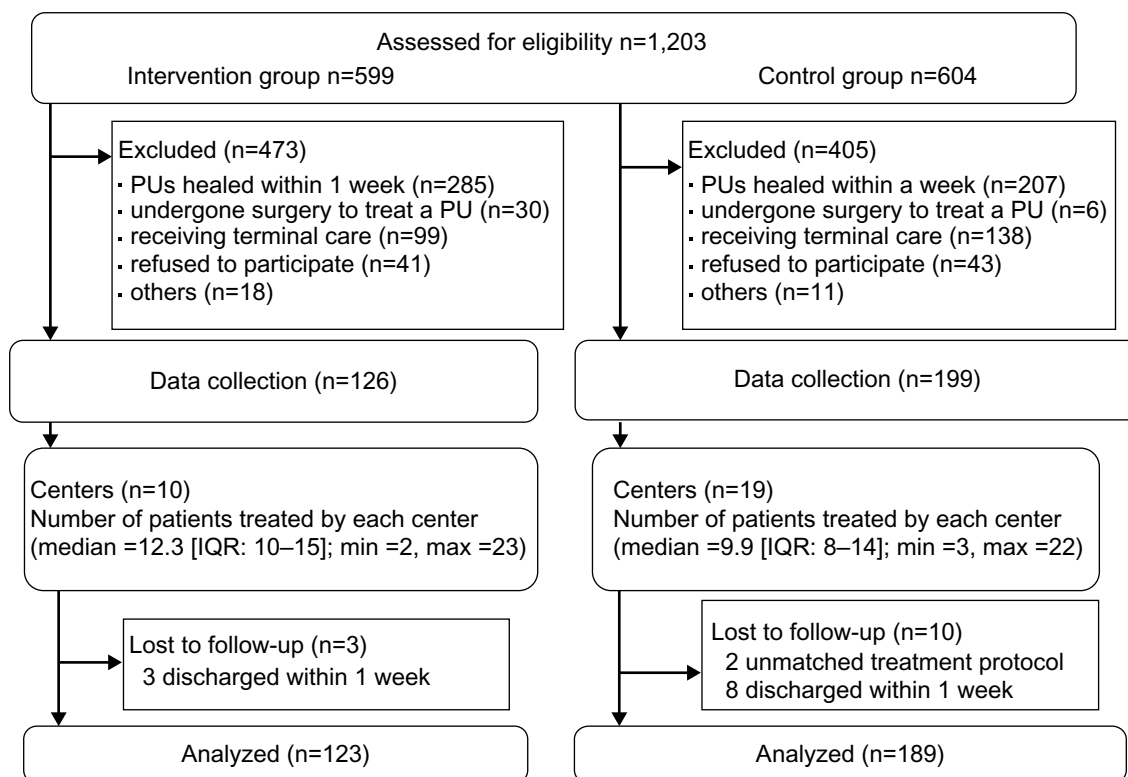 Assessed for eligibility n=1,203
Intervention group n=599
Control group n=604
Excluded (n=473)
· PUs healed within 1 week (n=285)
· undergone surgery to treat a PU (n=30)
· receiving terminal care (n=99)
· refused to participate (n=41)
· others (n=18)
Excluded (n=405)
· PUs healed within a week (n=207)
· undergone surgery to treat a PU (n=6)
· receiving terminal care (n=138)
· refused to participate (n=43)
· others (n=11)
Data collection (n=126)
Data collection (n=199)
Centers (n=10)
Number of patients treated by each center
(median =12.3 [IQR: 10–15]; min =2, max =23)
Centers (n=19)
Number of patients treated by each center
(median =9.9 [IQR: 8–14]; min =3, max =22)
Lost to follow-up (n=3)
3 discharged within 1 week
Lost to follow-up (n=10)
2 unmatched treatment protocol
8 discharged within 1 week
Analyzed (n=123)
Analyzed (n=189)